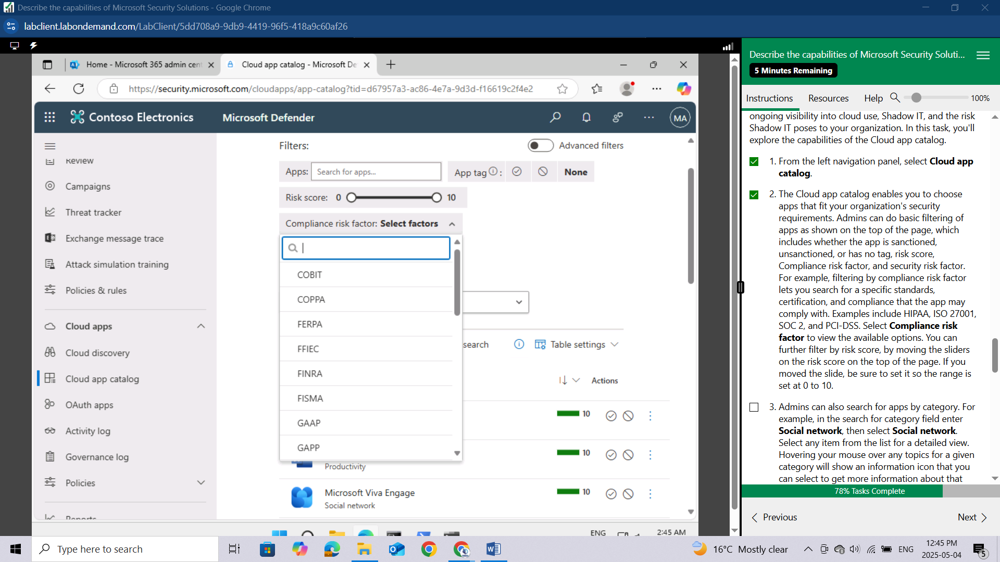 Describe the capabilities of Microsoft Security Solutions - Google Chrome
labclient.labondemand.com/LabClient/5dd708a9-9db9-4419-96f5-418a9c60af26
Home - Microsoft 365 admin cent
Cloud app catalog - Microsoft De
https://security.microsoft.com/cloudapps/app-catalog?tid=d67957a3-ac86-4e7a-9d3d-f16619c2f4e2
Contoso Electronics
Microsoft Defender
MA
Review
Campaigns
Threat tracker
Exchange message trace
Attack simulation training
Policies & rules
Cloud apps
Cloud discovery
Cloud app catalog
OAuth apps
Activity log
Governance log
Policies
Reports
Filters:
Advanced filters
Apps: Search for apps...
App tag : None
Risk score: 0 10
Compliance risk factor: Select factors
COBIT
COPPA
FERPA
FFIEC
FINRA
FISMA
GAAP
GAPP
search
Table settings
Actions
10
10
Productivity
Microsoft Viva Engage
Social network
10
ENG
2:45 AM
Describe the capabilities of Microsoft Security Soluti...
5 Minutes Remaining
Instructions Resources Help 100%
ongoing visibility into cloud use, Shadow IT, and the risk
Shadow IT poses to your organization. In this task, you'll
explore the capabilities of the Cloud app catalog.
1. From the left navigation panel, select Cloud app
catalog.
2. The Cloud app catalog enables you to choose
apps that fit your organization's security
requirements. Admins can do basic filtering of
apps as shown on the top of the page, which
includes whether the app is sanctioned,
unsanctioned, or has no tag, risk score,
Compliance risk factor, and security risk factor.
For example, filtering by compliance risk factor
lets you search for a specific standards,
certification, and compliance that the app may
comply with. Examples include HIPAA, ISO 27001,
SOC 2, and PCI-DSS. Select Compliance risk
factor to view the available options. You can
further filter by risk score, by moving the sliders
on the risk score on the top of the page. If you
moved the slide, be sure to set it so the range is
set at 0 to 10.
3. Admins can also search for apps by category. For
example, in the search for category field enter
Social network, then select Social network.
Select any item from the list for a detailed view.
Hovering your mouse over any topics for a given
category will show an information icon that you
can select to get more information about that
78% Tasks Complete
Previous
Next
Type here to search
16°C Mostly clear
ENG
12:45 PM
2025-05-04
5